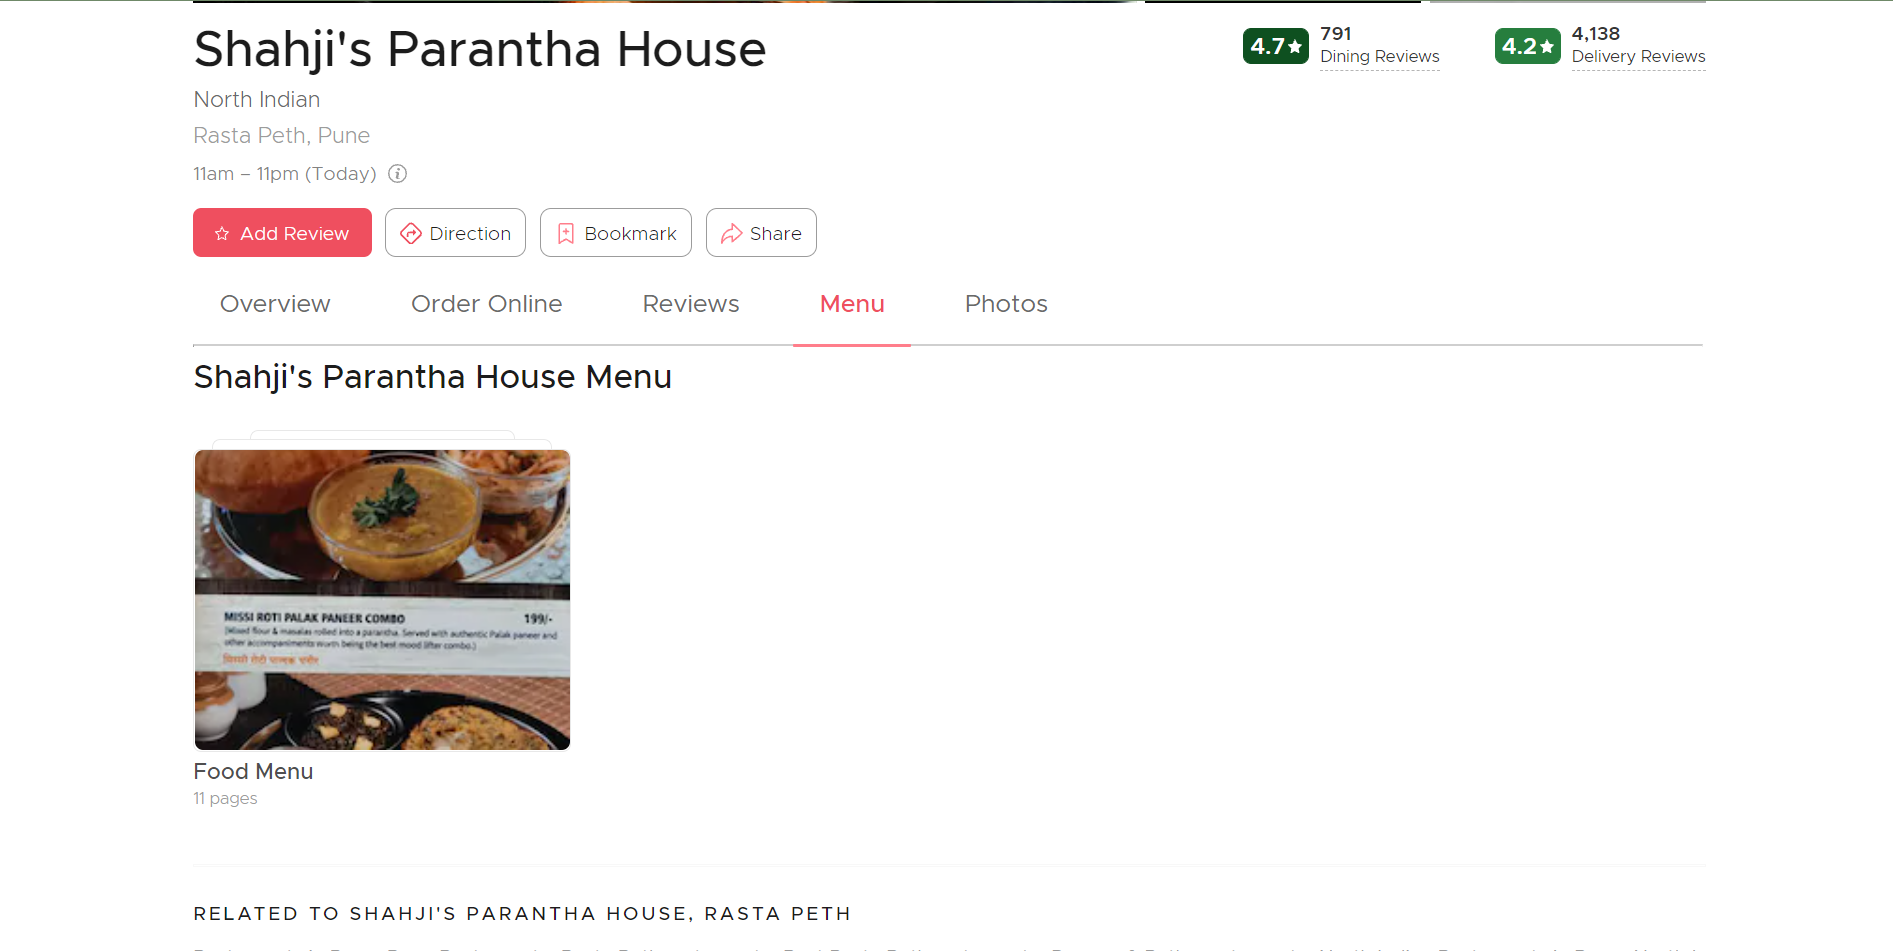 Shahji's Parantha House
4.7
791
Dining Reviews
4.2
4,138
Delivery Reviews
North Indian
Rasta Peth, Pune
11am – 11pm (Today)
Add Review
Direction
Bookmark
Share
Overview
Order Online
Reviews
Menu
Photos
Shahji's Parantha House Menu
MISSI ROTI PALAK PANEER COMBO 199/-
(Mixed flour & masalas rolled into a parantha. Served with authentic Palak paneer and
other accompaniments worth being the best mood lifter combo.)
मिस्सी रोटी पालक पनीर
Food Menu
11 pages
RELATED TO SHAHJI'S PARANTHA HOUSE, RASTA PETH